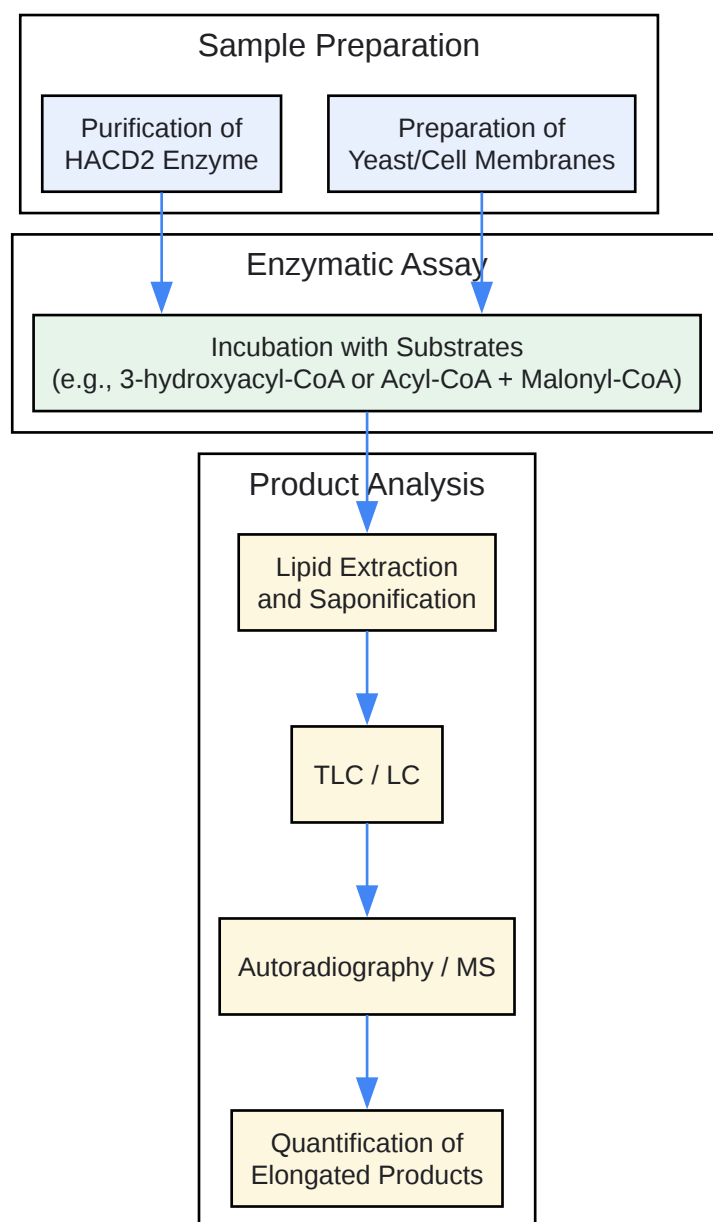 Sample Preparation
Purification of
HACD2 Enzyme
Preparation of
Yeast/Cell Membranes
Enzymatic Assay
Incubation with Substrates
(e.g., 3-hydroxyacyl-CoA or Acyl-CoA + Malonyl-CoA)
Product Analysis
Lipid Extraction
and Saponification
TLC / LC
Autoradiography / MS
Quantification of
Elongated Products